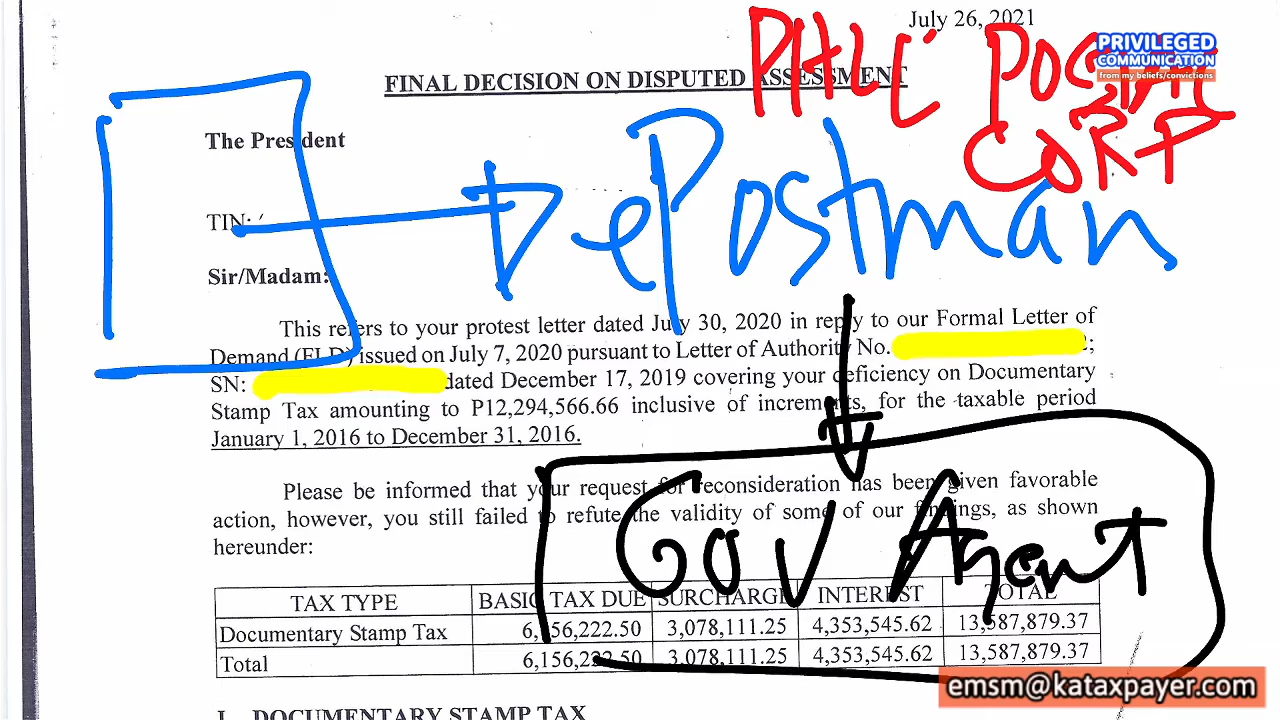 July 26, 2021
PRIVILEGED
COMMUNICATION
from my beliefs/convictions
PHIL POSTAL
CORP
FINAL DECISION ON DISPUTED ASSESSMENT
The President
DePostman
TIN:
Sir/Madam:
This refers to your protest letter dated July 30, 2020 in reply to our Formal Letter of
Demand (FLD) issued on July 7, 2020 pursuant to Letter of Authority No. 2;
SN: dated December 17, 2019 covering your deficiency on Documentary
Stamp Tax amounting to P12,294,566.66 inclusive of increments, for the taxable period
January 1, 2016 to December 31, 2016.
Please be informed that your request for reconsideration has been given favorable
action, however, you still failed to refute the validity of some of our findings, as shown
hereunder:
Gov Agent
TAX TYPE BASIC TAX DUE SURCHARGE INTEREST TOTAL
Documentary Stamp Tax 6,156,222.50 3,078,111.25 4,353,545.62 13,587,879.37
Total 6,156,222.50 3,078,111.25 4,353,545.62 13,587,879.37
I. DOCUMENTARY STAMP TAX
emsm@kataxpayer.com